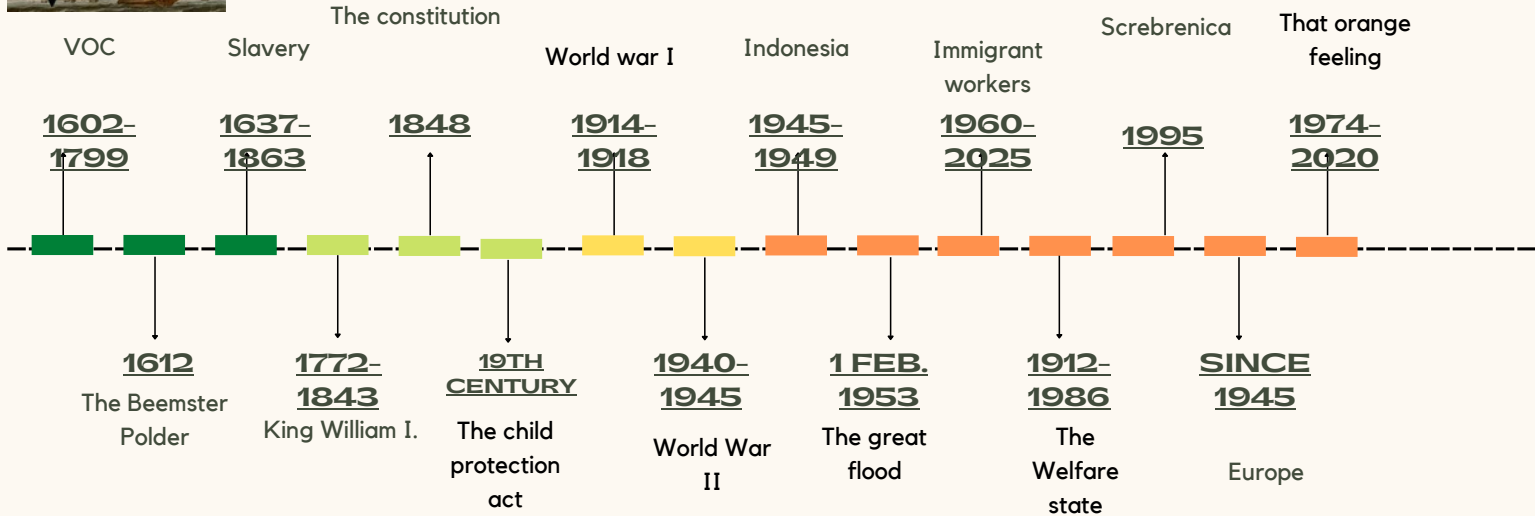 The constitution
VOC
Slavery
World war I
Indonesia
Immigrant
workers
Screbrenica
That orange
feeling
1602-
1799
1637-
1863
1848
1914-
1918
1945-
1949
1960-
2025
1995
1974-
2020
1612
The Beemster
Polder
1772-
1843
King William I.
19TH
CENTURY
The child
protection
act
1940-
1945
World War
II
1 FEB.
1953
The great
flood
1912-
1986
The
Welfare
state
SINCE
1945
Europe